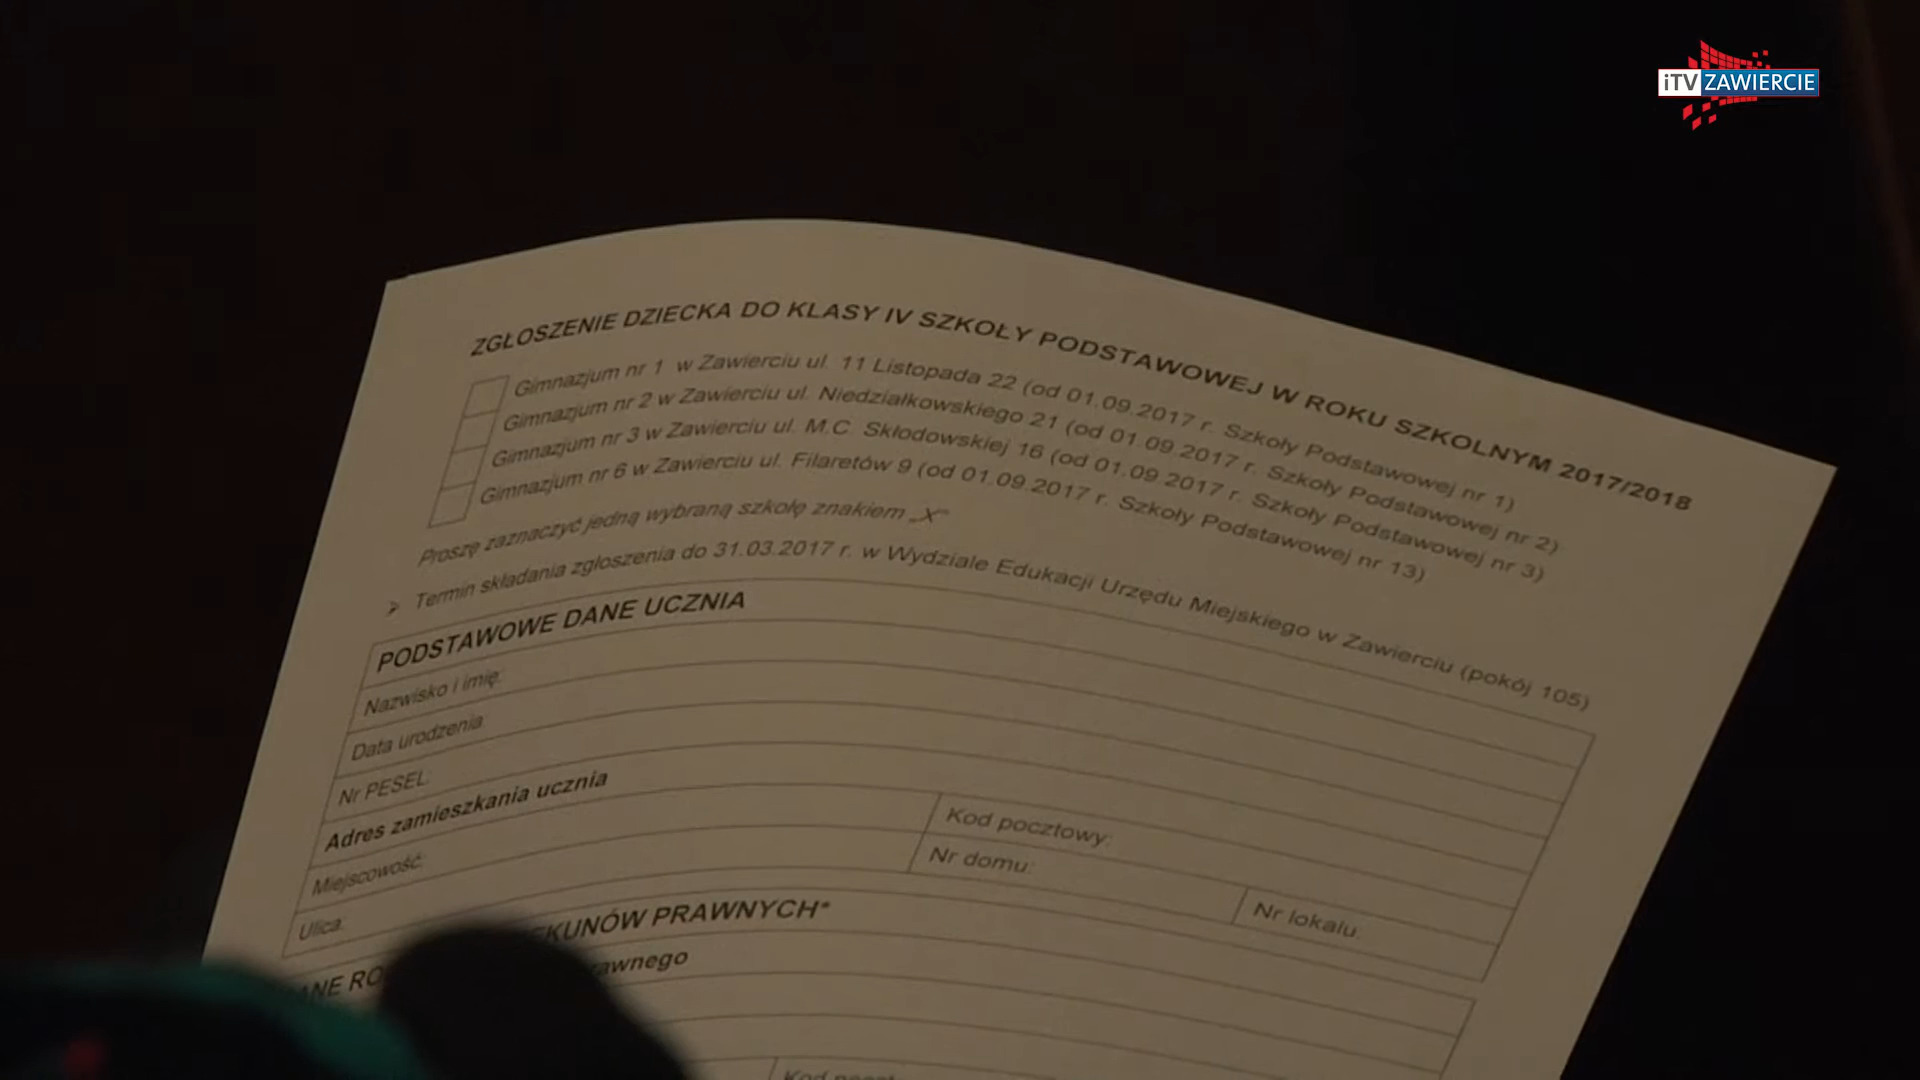 iTV ZAWIERCIE
ZGŁOSZENIE DZIECKA DO KLASY IV SZKOŁY PODSTAWOWEJ W ROKU SZKOLNYM 2017/2018
Gimnazjum nr 1 w Zawierciu ul. 11 Listopada 22 (od 01.09.2017 r. Szkoły Podstawowej nr 1)
Gimnazjum nr 2 w Zawierciu ul. Niedziałkowskiego 21 (od 01.09.2017 r. Szkoły Podstawowej nr 2)
Gimnazjum nr 3 w Zawierciu ul. M.C. Skłodowskiej 16 (od 01.09.2017 r. Szkoły Podstawowej nr 3)
Gimnazjum nr 6 w Zawierciu ul. Filaretów 9 (od 01.09.2017 r. Szkoły Podstawowej nr 13)
Proszę zaznaczyć jedną wybraną szkołę znakiem „X"
➢ Termin składania zgłoszenia do 31.03.2017 r. w Wydziale Edukacji Urzędu Miejskiego w Zawierciu (pokój 105)
PODSTAWOWE DANE UCZNIA
Nazwisko i imię:
Data urodzenia:
Nr PESEL:
Adres zamieszkania ucznia
Miejscowość: Kod pocztowy:
Ulica: Nr domu: Nr lokalu:
PRAWNYCH*